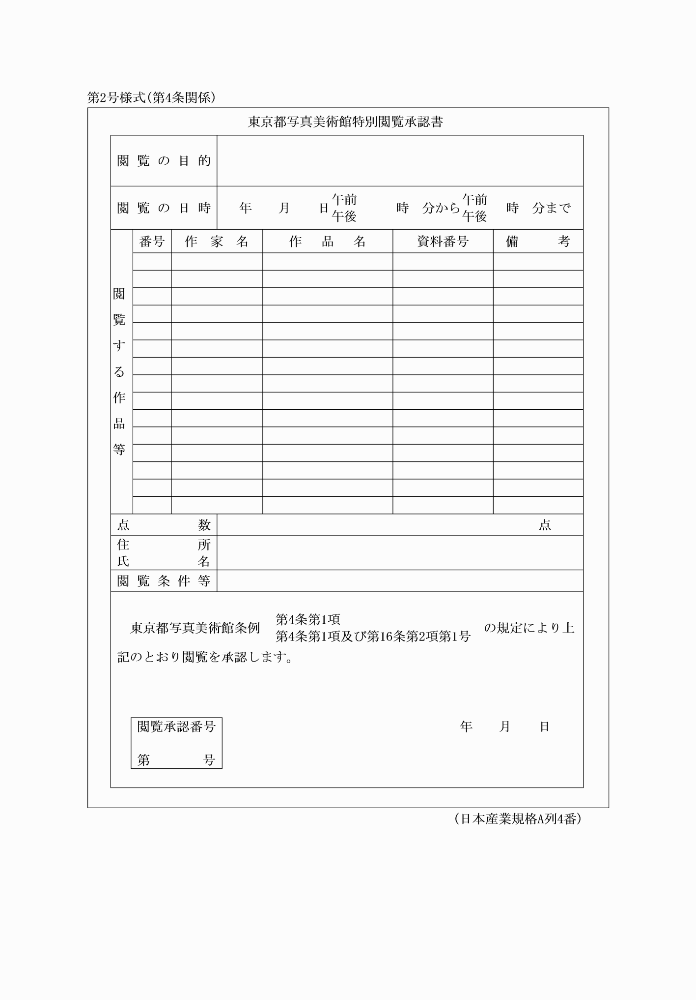 第2号様式(第4条関係)
東京都写真美術館特別閲覧承認書
閲覧の目的
閲覧の日時 年 月 日 午前 午後 時 分から 午前 午後 時 分まで
閲覧する作品等
番号 作家名 作品名 資料番号 備考
点数 点
住所
氏名
閲覧条件等
東京都写真美術館条例 第4条第1項 第4条第1項及び第16条第2項第1号 の規定により上
記のとおり閲覧を承認します。
閲覧承認番号 年 月 日
第 号
(日本産業規格A列4番)